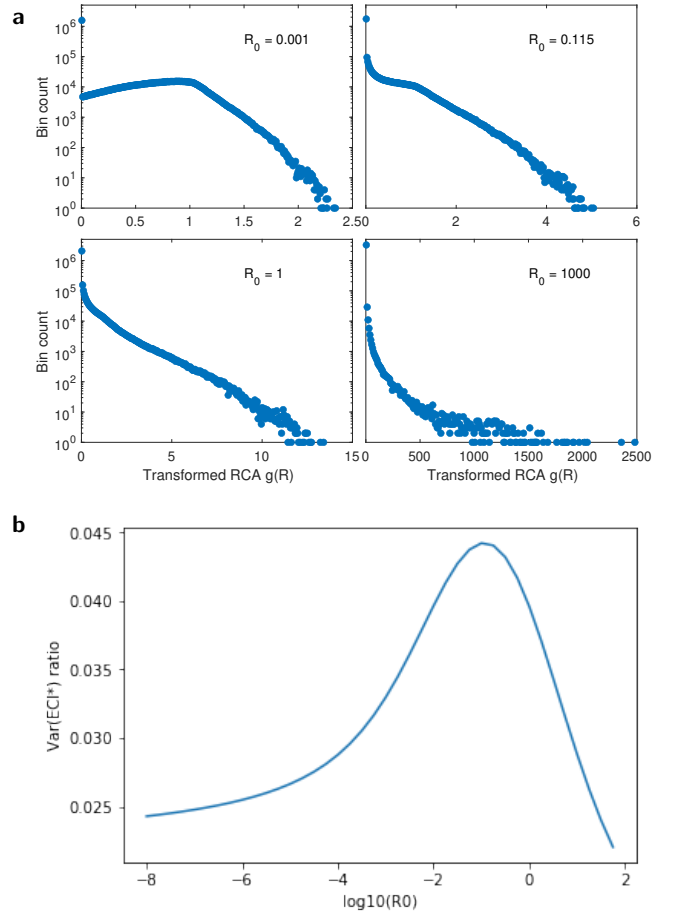 a
R0 = 0.001
R0 = 0.115
Bin count
10^6
10^5
10^4
10^3
10^2
10^1
10^0
0 0.5 1 1.5 2 2.5
0 2 4 6
R0 = 1
R0 = 1000
Bin count
10^6
10^5
10^4
10^3
10^2
10^1
10^0
0 5 10 15
0 500 1000 1500 2000 2500
Transformed RCA g(R)
Transformed RCA g(R)
b
Var(ECI*) ratio
0.045
0.040
0.035
0.030
0.025
−8 −6 −4 −2 0 2
log10(R0)